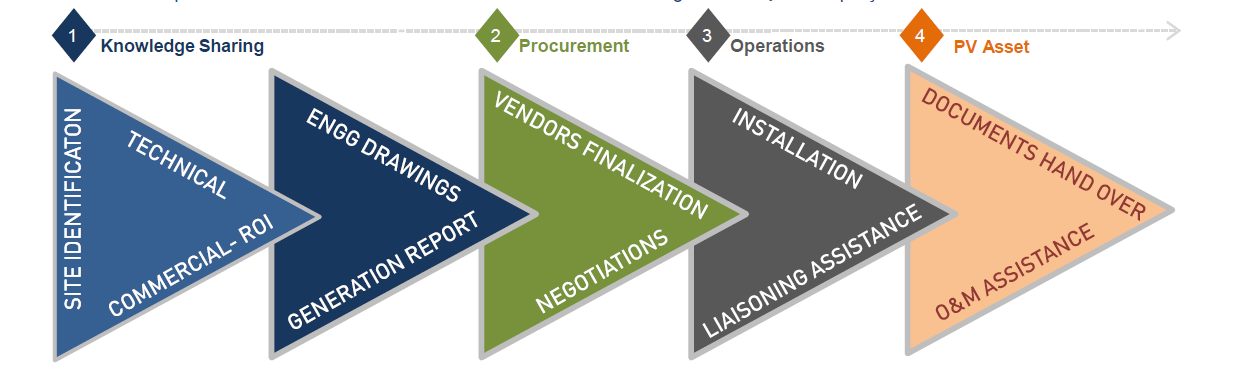 1 Knowledge Sharing
2 Procurement
3 Operations
4 PV Asset
SITE IDENTIFICATON
TECHNICAL
COMMERCIAL- ROI
ENGG DRAWINGS
GENERATION REPORT
VENDORS FINALIZATION
NEGOTIATIONS
INSTALLATION
LIAISONING ASSISTANCE
DOCUMENTS HAND OVER
O&M ASSISTANCE